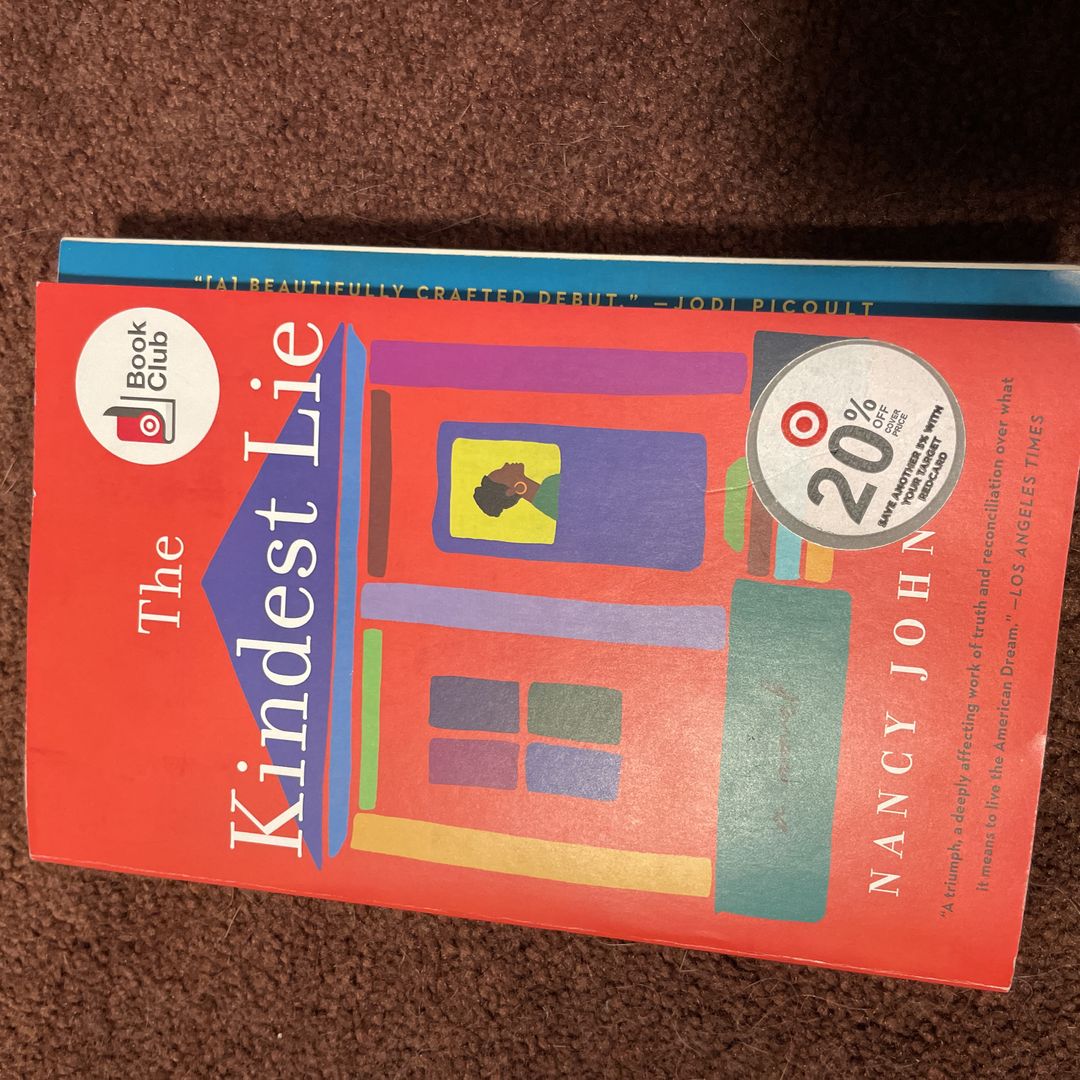 "[A] BEAUTIFULLY CRAFTED DEBUT." —JODI PICOULT
Book
Club
The
Kindest Lie
20%
OFF
COVER
PRICE
SAVE ANOTHER 5% WITH
YOUR TARGET
REDCARD
a novel
NANCY JOHN
"A triumph, a deeply affecting work of truth and reconciliation over what
it means to live the American Dream." —LOS ANGELES TIMES